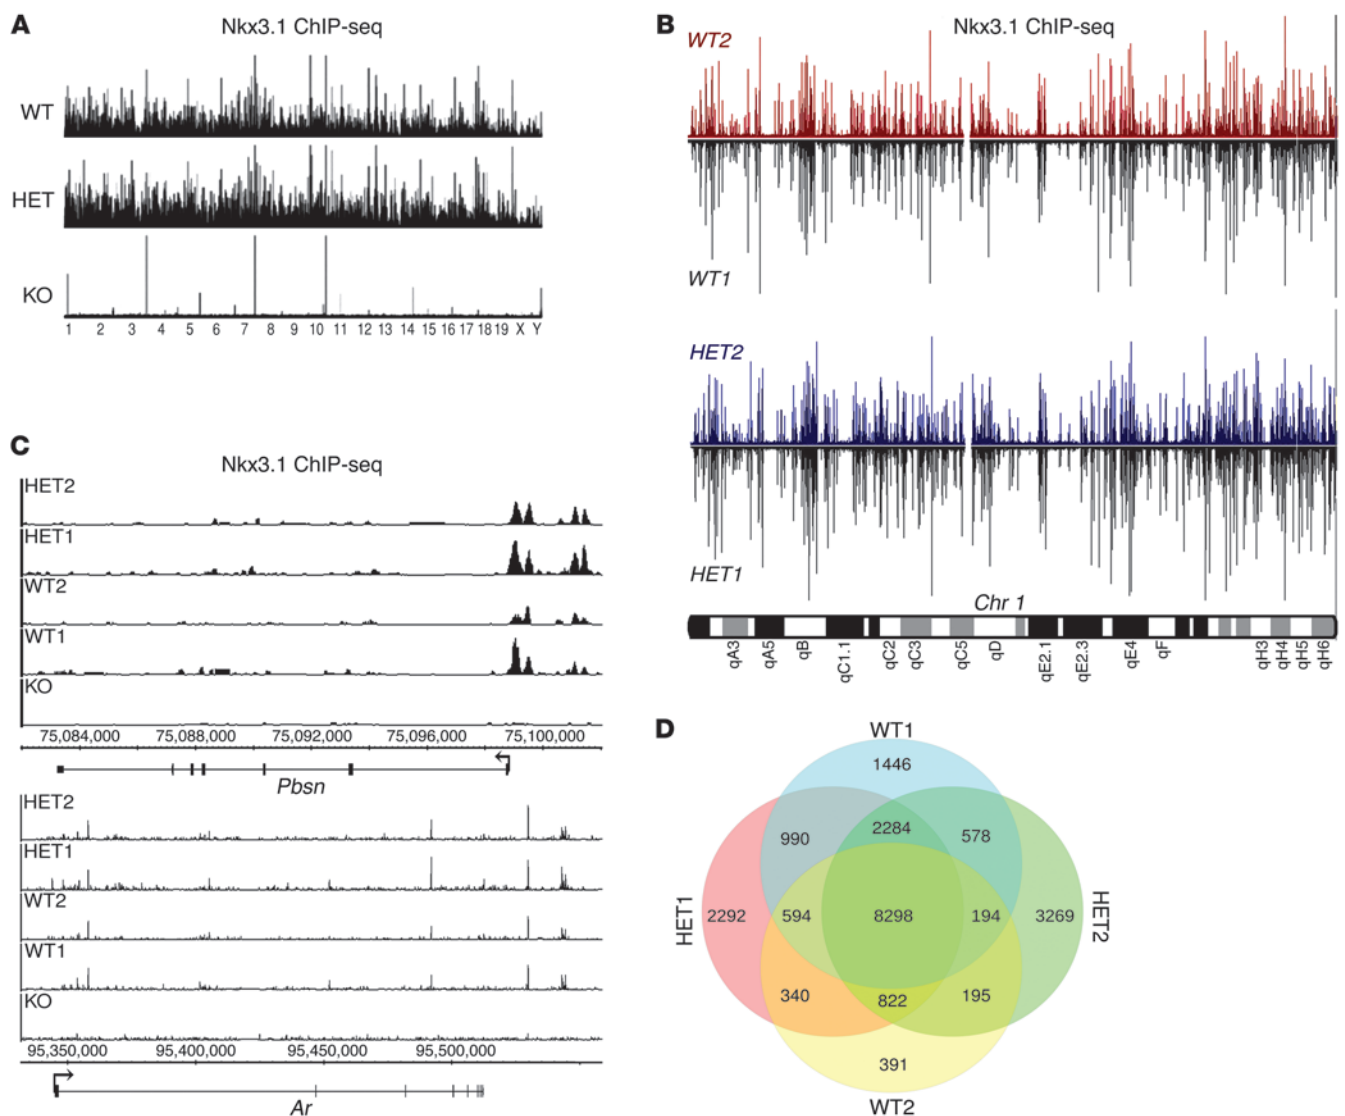 A
Nkx3.1 ChIP-seq
WT
HET
KO
1 2 3 4 5 6 7 8 9 10 11 12 13 14 15 16 17 18 19 X Y
B
Nkx3.1 ChIP-seq
WT2
WT1
HET2
HET1
Chr 1
qA3 qA5 qB qC1.1 qC2 qC3 qC5 qD qE2.1 qE2.3 qE4 qF qH3 qH4 qH5 qH6
C
Nkx3.1 ChIP-seq
HET2
HET1
WT2
WT1
KO
75,084,000 75,088,000 75,092,000 75,096,000 75,100,000
Pbsn
HET2
HET1
WT2
WT1
KO
95,350,000 95,400,000 95,450,000 95,500,000
Ar
D
WT1
1446
990 2284 578
HET1 2292 594 8298 194 3269 HET2
340 822 195
391
WT2